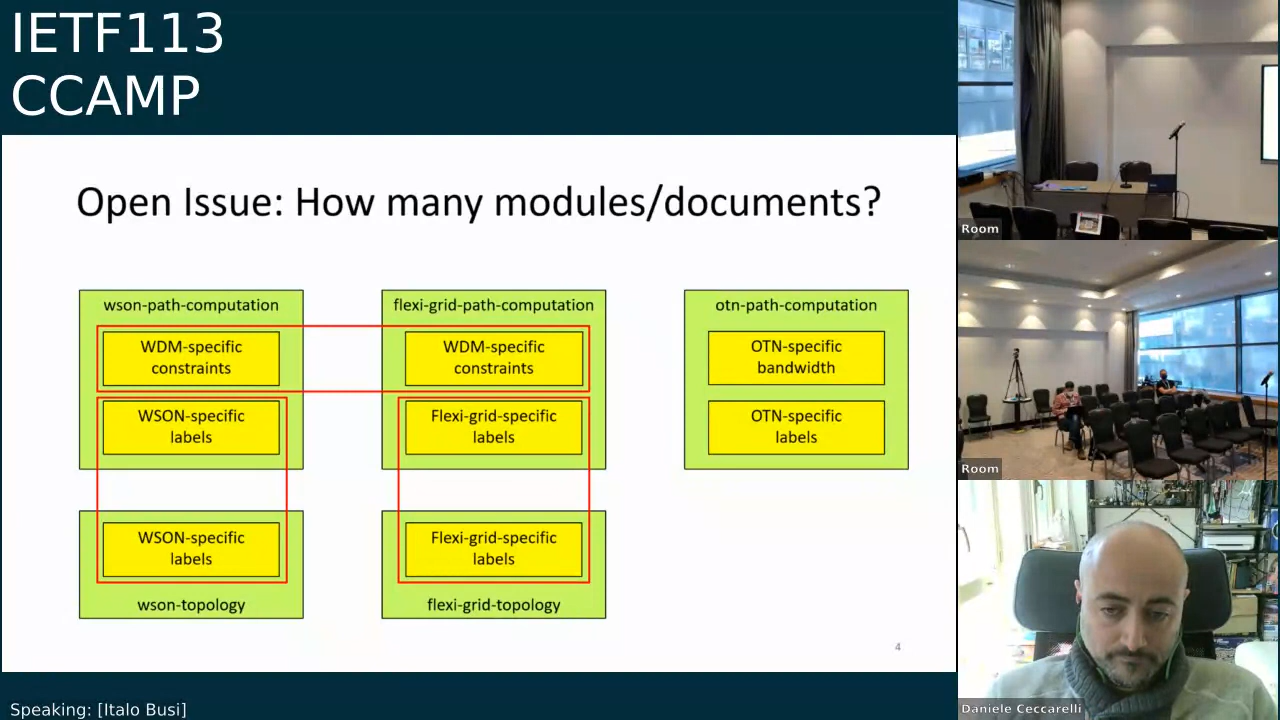 IETF113
CCAMP
Open Issue: How many modules/documents?
wson-path-computation
WDM-specific
constraints
WSON-specific
labels
flexi-grid-path-computation
WDM-specific
constraints
Flexi-grid-specific
labels
otn-path-computation
OTN-specific
bandwidth
OTN-specific
labels
WSON-specific
labels
wson-topology
Flexi-grid-specific
labels
flexi-grid-topology
4
Speaking: [Italo Busi]
Room
Room
Daniele Ceccarelli